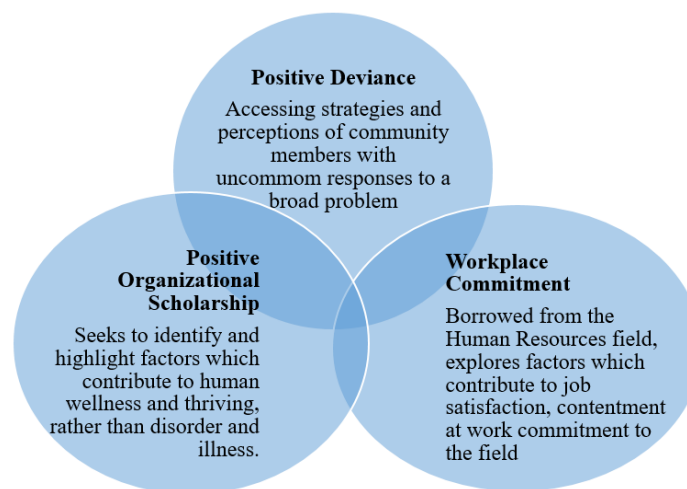 Positive Deviance
Accessing strategies and
perceptions of community
members with
uncommom responses to a
broad problem
Positive
Organizational
Scholarship
Seeks to identify and
highlight factors which
contribute to human
wellness and thriving,
rather than disorder and
illness.
Workplace
Commitment
Borrowed from the
Human Resources field,
explores factors which
contribute to job
satisfaction, contentment
at work commitment to
the field